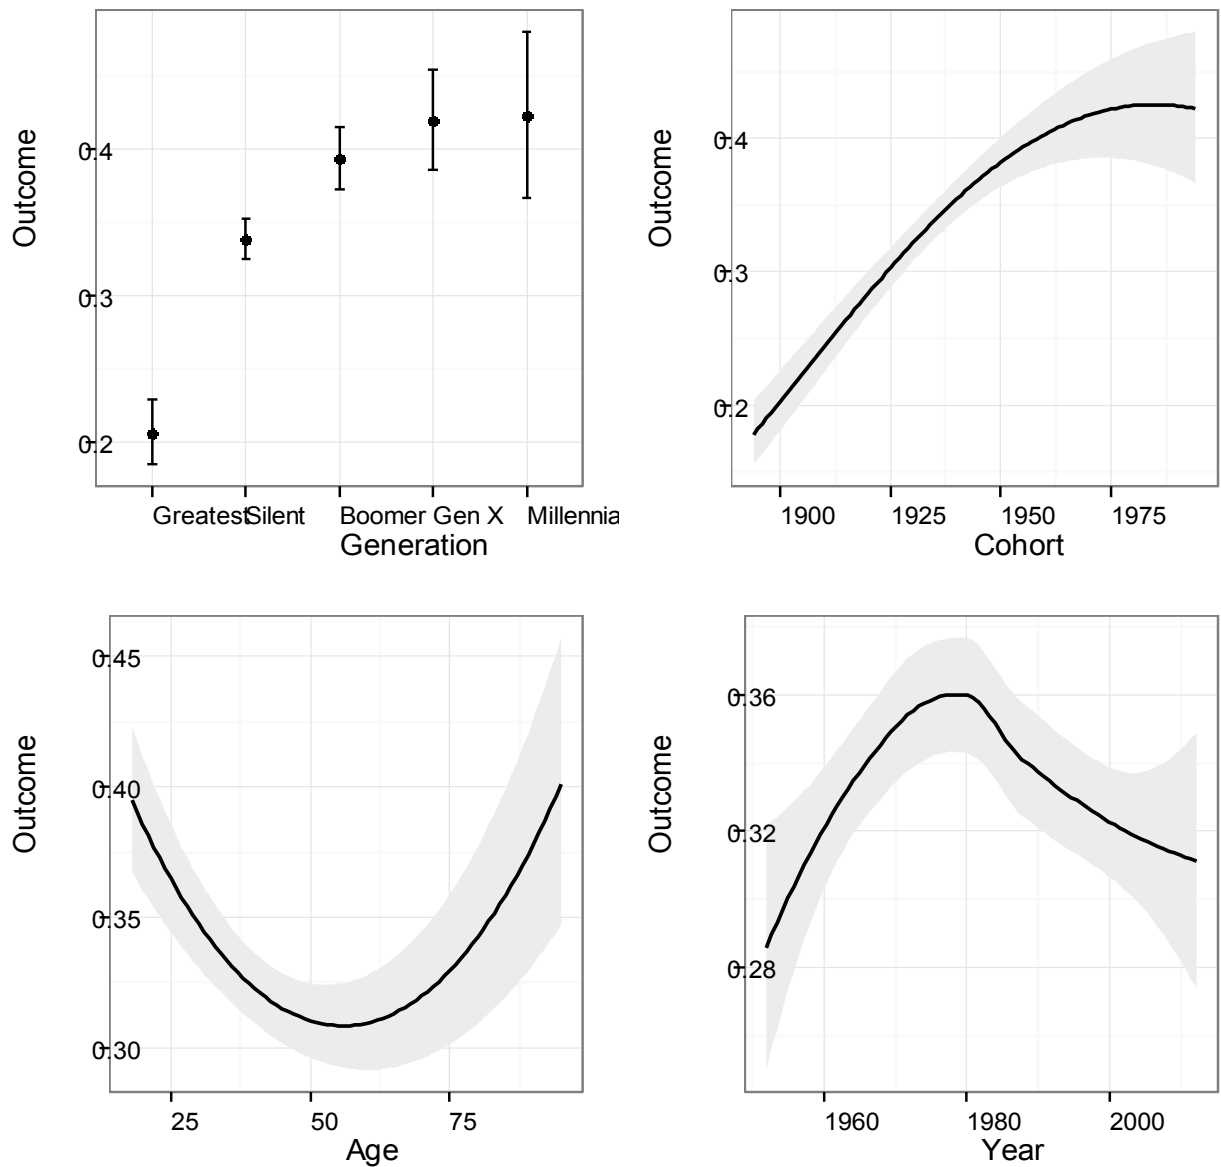 Outcome
0.4
0.3
0.2
Greatest Silent Boomer Gen X Millennia
Generation
Outcome
0.4
0.3
0.2
1900 1925 1950 1975
Cohort
Outcome
0.45
0.40
0.35
0.30
25 50 75
Age
Outcome
0.36
0.32
0.28
1960 1980 2000
Year